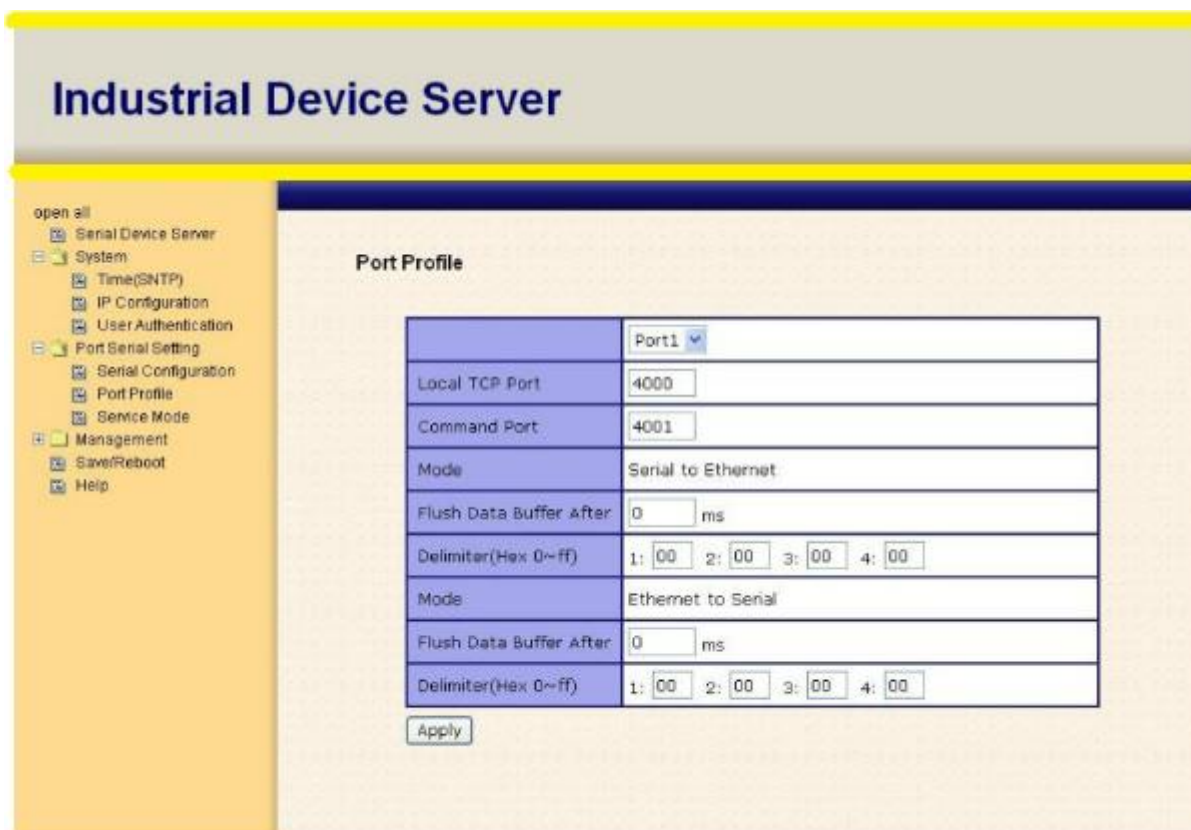 Industrial Device Server
open all
Serial Device Server
System
Time(SNTP)
IP Configuration
User Authentication
Port Serial Setting
Serial Configuration
Port Profile
Service Mode
Management
Save/Reboot
Help
Port Profile
Port1
Local TCP Port 4000
Command Port 4001
Mode Serial to Ethernet
Flush Data Buffer After 0 ms
Delimiter(Hex 0~ff) 1: 00 2: 00 3: 00 4: 00
Mode Ethernet to Serial
Flush Data Buffer After 0 ms
Delimiter(Hex 0~ff) 1: 00 2: 00 3: 00 4: 00
Apply